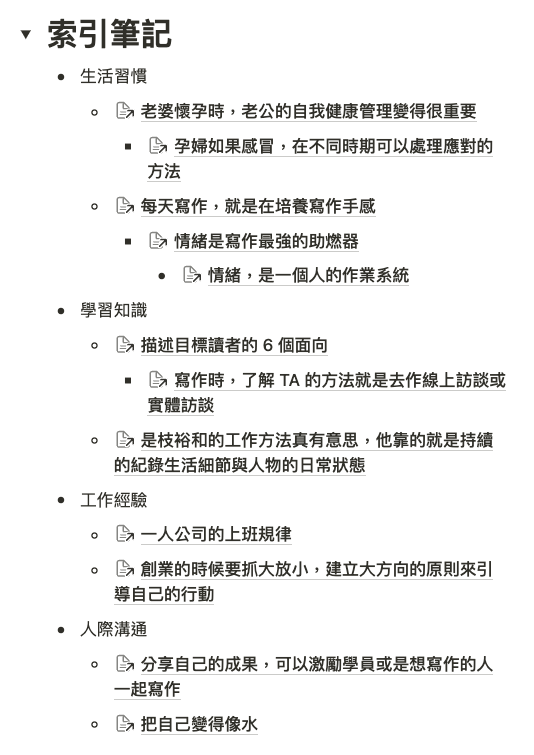 索引筆記
生活習慣
老婆懷孕時，老公的自我健康管理變得很重要
孕婦如果感冒，在不同時期可以處理應對的
方法
每天寫作，就是在培養寫作手感
情緒是寫作最強的助燃器
情緒，是一個人的作業系統
學習知識
描述目標讀者的 6 個面向
寫作時，了解 TA 的方法就是去作線上訪談或
實體訪談
是枝裕和的工作方法真有意思，他靠的就是持續
的紀錄生活細節與人物的日常狀態
工作經驗
一人公司的上班規律
創業的時候要抓大放小，建立大方向的原則來引
導自己的行動
人際溝通
分享自己的成果，可以激勵學員或是想寫作的人
一起寫作
把自己變得像水